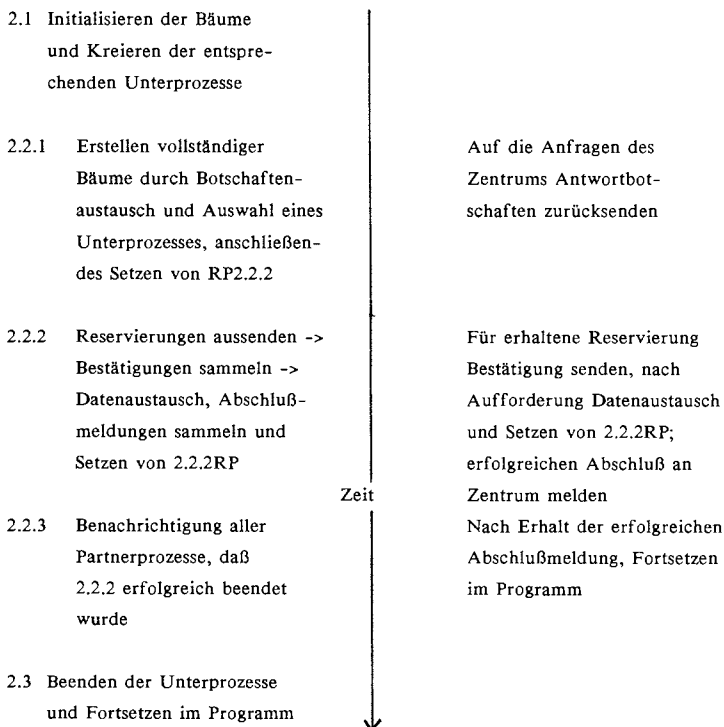 2.1 Initialisieren der Bäume
und Kreieren der entspre-
chenden Unterprozesse
2.2.1 Erstellen vollständiger
Bäume durch Botschaften-
austausch und Auswahl eines
Unterprozesses, anschließen-
des Setzen von RP2.2.2
Auf die Anfragen des
Zentrums Antwortbot-
schaften zurücksenden
2.2.2 Reservierungen aussenden ->
Bestätigungen sammeln ->
Datenaustausch, Abschluß-
meldungen sammeln und
Setzen von 2.2.2RP
Für erhaltene Reservierung
Bestätigung senden, nach
Aufforderung Datenaustausch
und Setzen von 2.2.2RP;
erfolgreichen Abschluß an
Zentrum melden
Zeit
2.2.3 Benachrichtigung aller
Partnerprozesse, daß
2.2.2 erfolgreich beendet
wurde
Nach Erhalt der erfolgreichen
Abschlußmeldung, Fortsetzen
im Programm
2.3 Beenden der Unterprozesse
und Fortsetzen im Programm